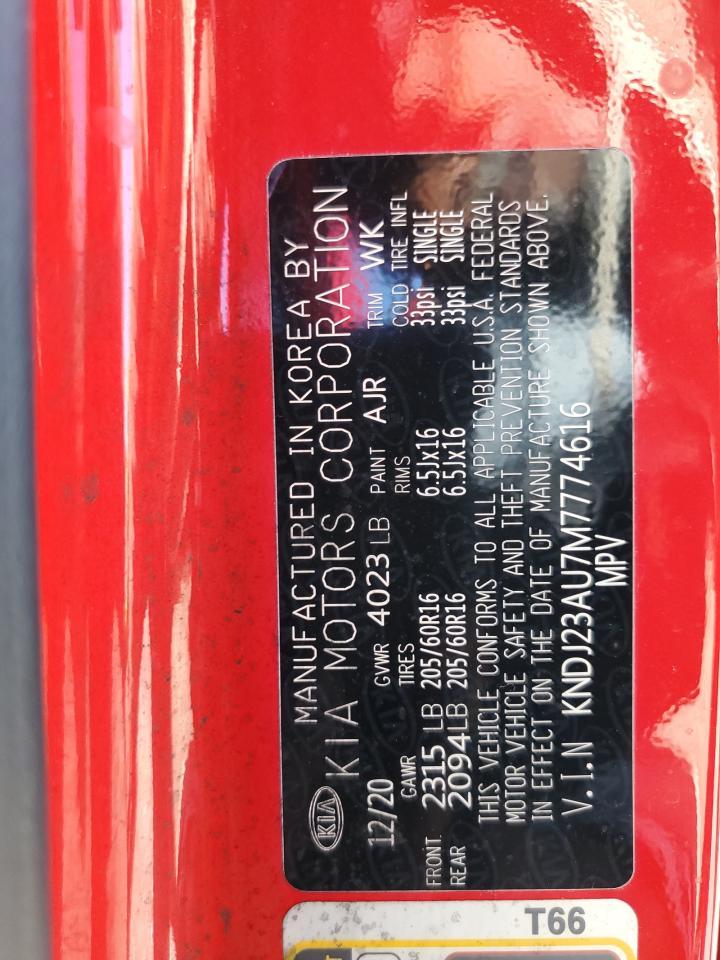 KIA
MANUFACTURED IN KOREA BY
KIA MOTORS CORPORATION
12/20 GVWR 4023 LB PAINT AJR TRIM WK
GAWR TIRES RIMS COLD TIRE INFL
FRONT 2315 LB 205/60R16 6.5Jx16 33psi SINGLE
REAR 2094LB 205/60R16 6.5Jx16 33psi SINGLE
THIS VEHICLE CONFORMS TO ALL APPLICABLE U.S.A. FEDERAL
MOTOR VEHICLE SAFETY AND THEFT PREVENTION STANDARDS
IN EFFECT ON THE DATE OF MANUFACTURE SHOWN ABOVE.
V.I.N KNDJ23AU7M7774616
MPV
T66